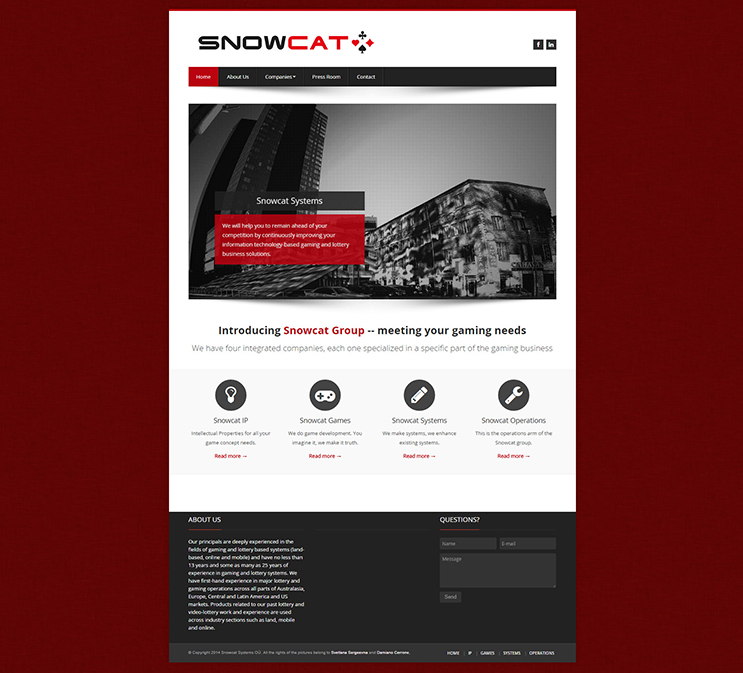 SNOWCAT
f in
Home About Us Companies Press Room Contact
Snowcat Systems
We will help you to remain ahead of your
competition by continuously improving your
information technology-based gaming and lottery
business solutions.
Introducing Snowcat Group -- meeting your gaming needs
We have four integrated companies, each one specialized in a specific part of the gaming business
Snowcat IP
Intellectual Properties for all your
game concept needs.
Read more →
Snowcat Games
We do game development, You
imagine it, we make it truth.
Read more →
Snowcat Systems
We make systems, we enhance
existing systems.
Read more →
Snowcat Operations
This is the operations arm of the
Snowcat group.
Read more →
ABOUT US
Our principals are deeply experienced in the
fields of gaming and lottery based systems (land-
based, online and mobile) and have no less than
13 years and some as many as 25 years of
experience in gaming and lottery systems. We
have first-hand experience in major lottery and
gaming operations across all parts of Australasia,
Europe, Central and Latin America and US
markets. Products related to our past lottery and
video-lottery work and experience are used
across industry sections such as land, mobile
and online.
QUESTIONS?
Name E-mail
Message
Send
© Copyright 2014 Snowcat Systems OÜ. All the rights of the pictures belong to Svetlana Sergeevna and Damiano Cerrone.
HOME | IP | GAMES | SYSTEMS | OPERATIONS